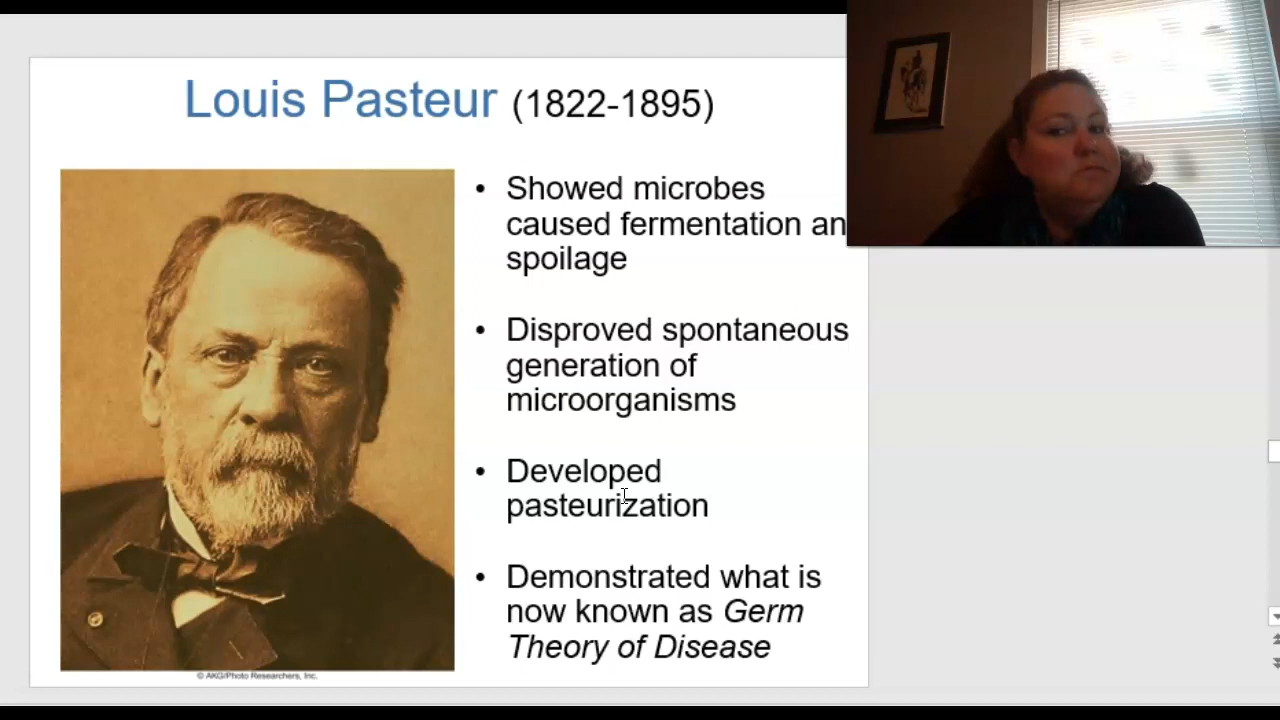 Louis Pasteur (1822-1895)
• Showed microbes
caused fermentation an
spoilage
• Disproved spontaneous
generation of
microorganisms
• Developed
pasteurization
• Demonstrated what is
now known as Germ
Theory of Disease
© AKG/Photo Researchers, Inc.